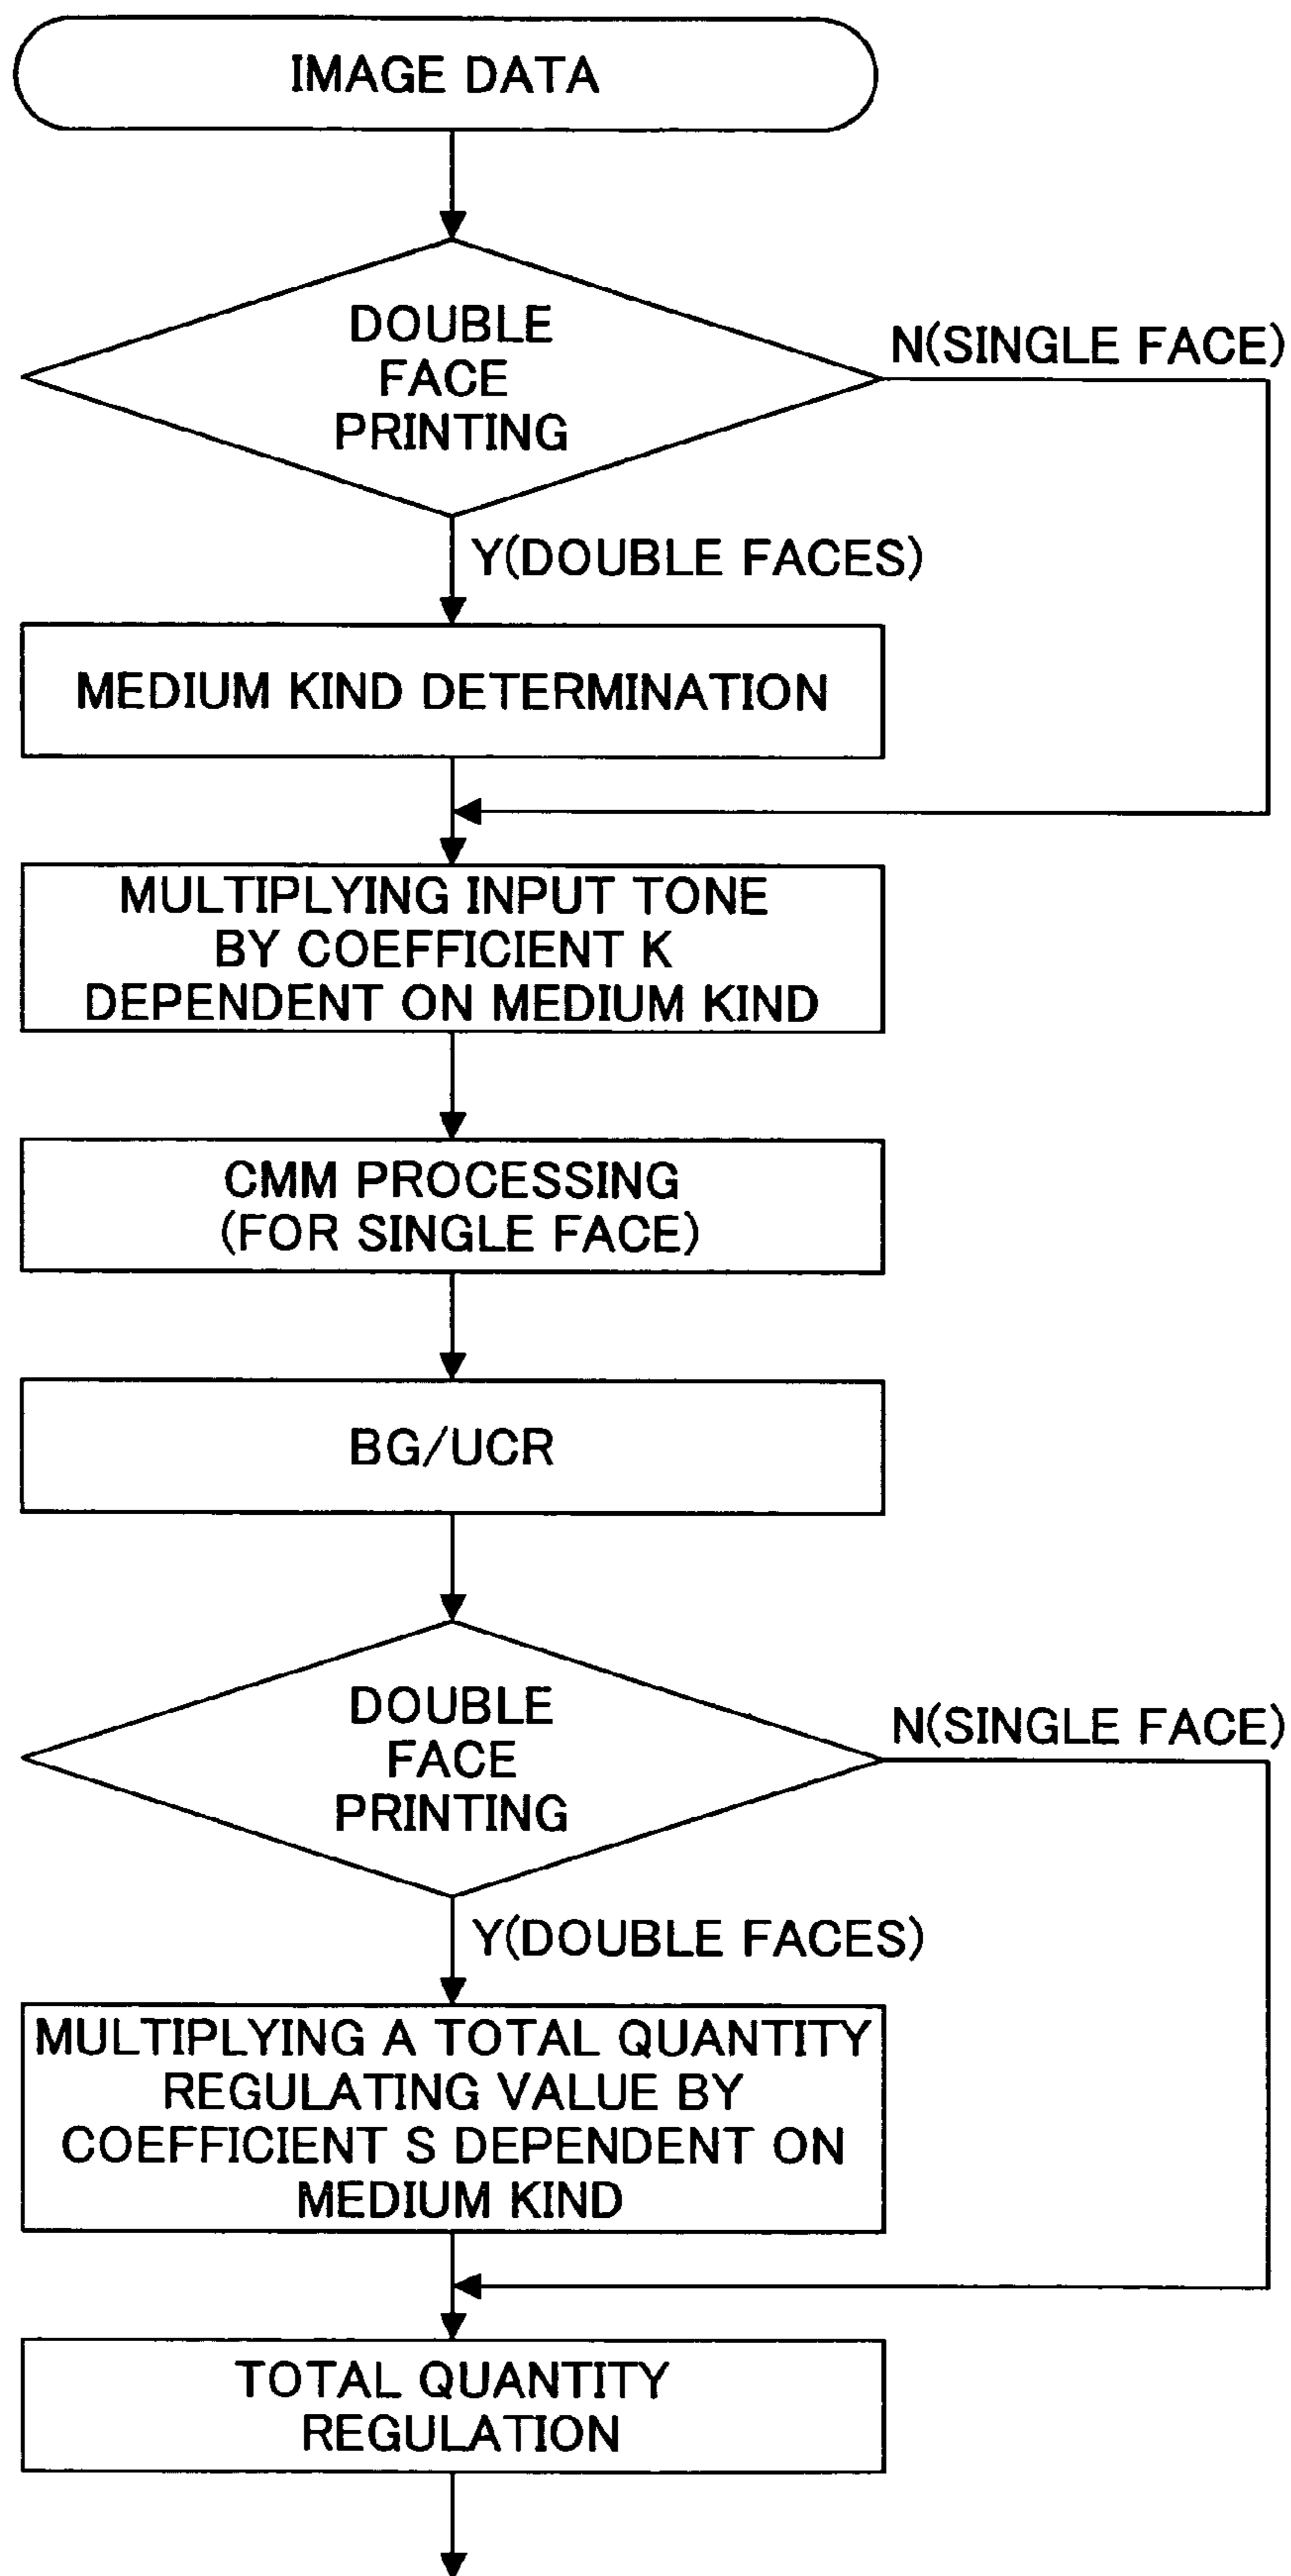 IMAGE DATA
DOUBLE
FACE
PRINTING
N(SINGLE FACE)
Y(DOUBLE FACES)
MEDIUM KIND DETERMINATION
MULTIPLYING INPUT TONE
BY COEFFICIENT K
DEPENDENT ON MEDIUM KIND
CMM PROCESSING
(FOR SINGLE FACE)
BG/UCR
DOUBLE
FACE
PRINTING
N(SINGLE FACE)
Y(DOUBLE FACES)
MULTIPLYING A TOTAL QUANTITY
REGULATING VALUE BY
COEFFICIENT S DEPENDENT ON
MEDIUM KIND
TOTAL QUANTITY
REGULATION